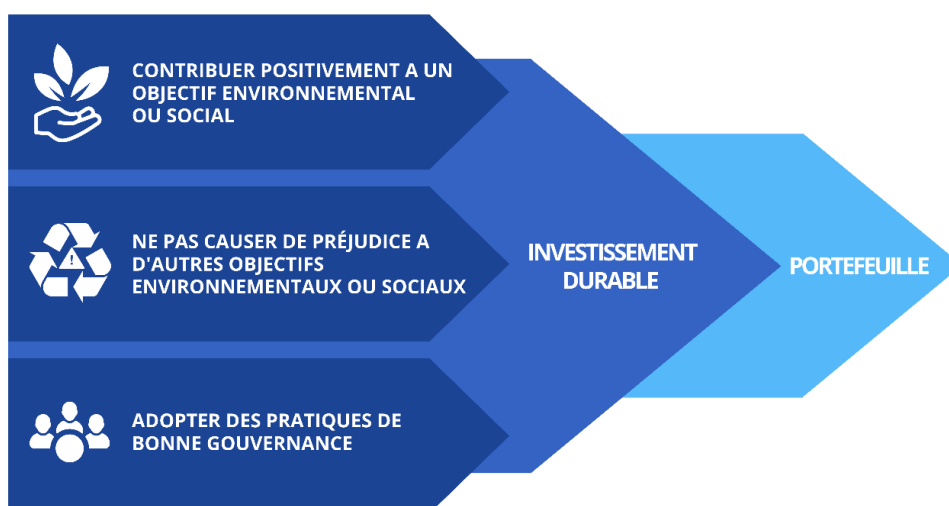 CONTRIBUER POSITIVEMENT A UN
OBJECTIF ENVIRONNEMENTAL
OU SOCIAL
NE PAS CAUSER DE PRÉJUDICE A
D'AUTRES OBJECTIFS
ENVIRONNEMENTAUX OU SOCIAUX
ADOPTER DES PRATIQUES DE
BONNE GOUVERNANCE
INVESTISSEMENT
DURABLE
PORTEFEUILLE